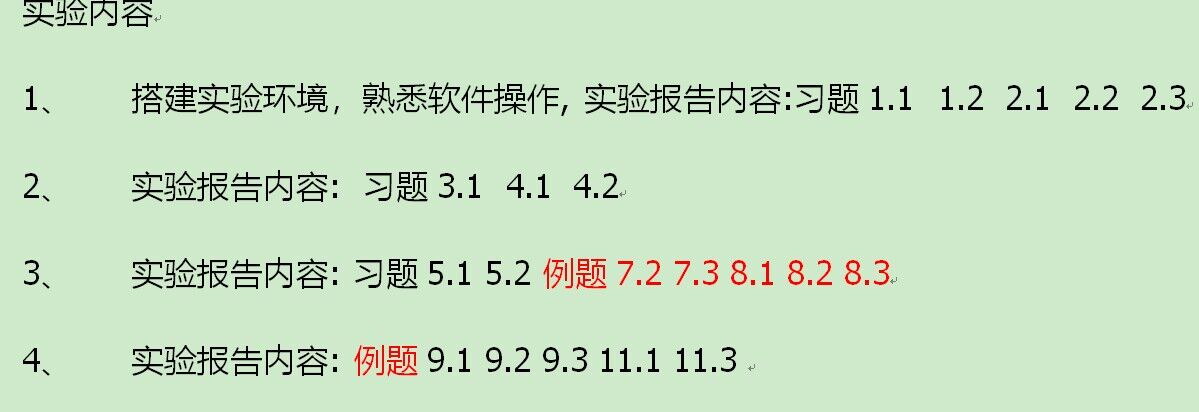 实验内容
1、 搭建实验环境，熟悉软件操作, 实验报告内容:习题 1.1 1.2 2.1 2.2 2.3
2、 实验报告内容: 习题 3.1 4.1 4.2
3、 实验报告内容: 习题 5.1 5.2 例题 7.2 7.3 8.1 8.2 8.3
4、 实验报告内容: 例题 9.1 9.2 9.3 11.1 11.3